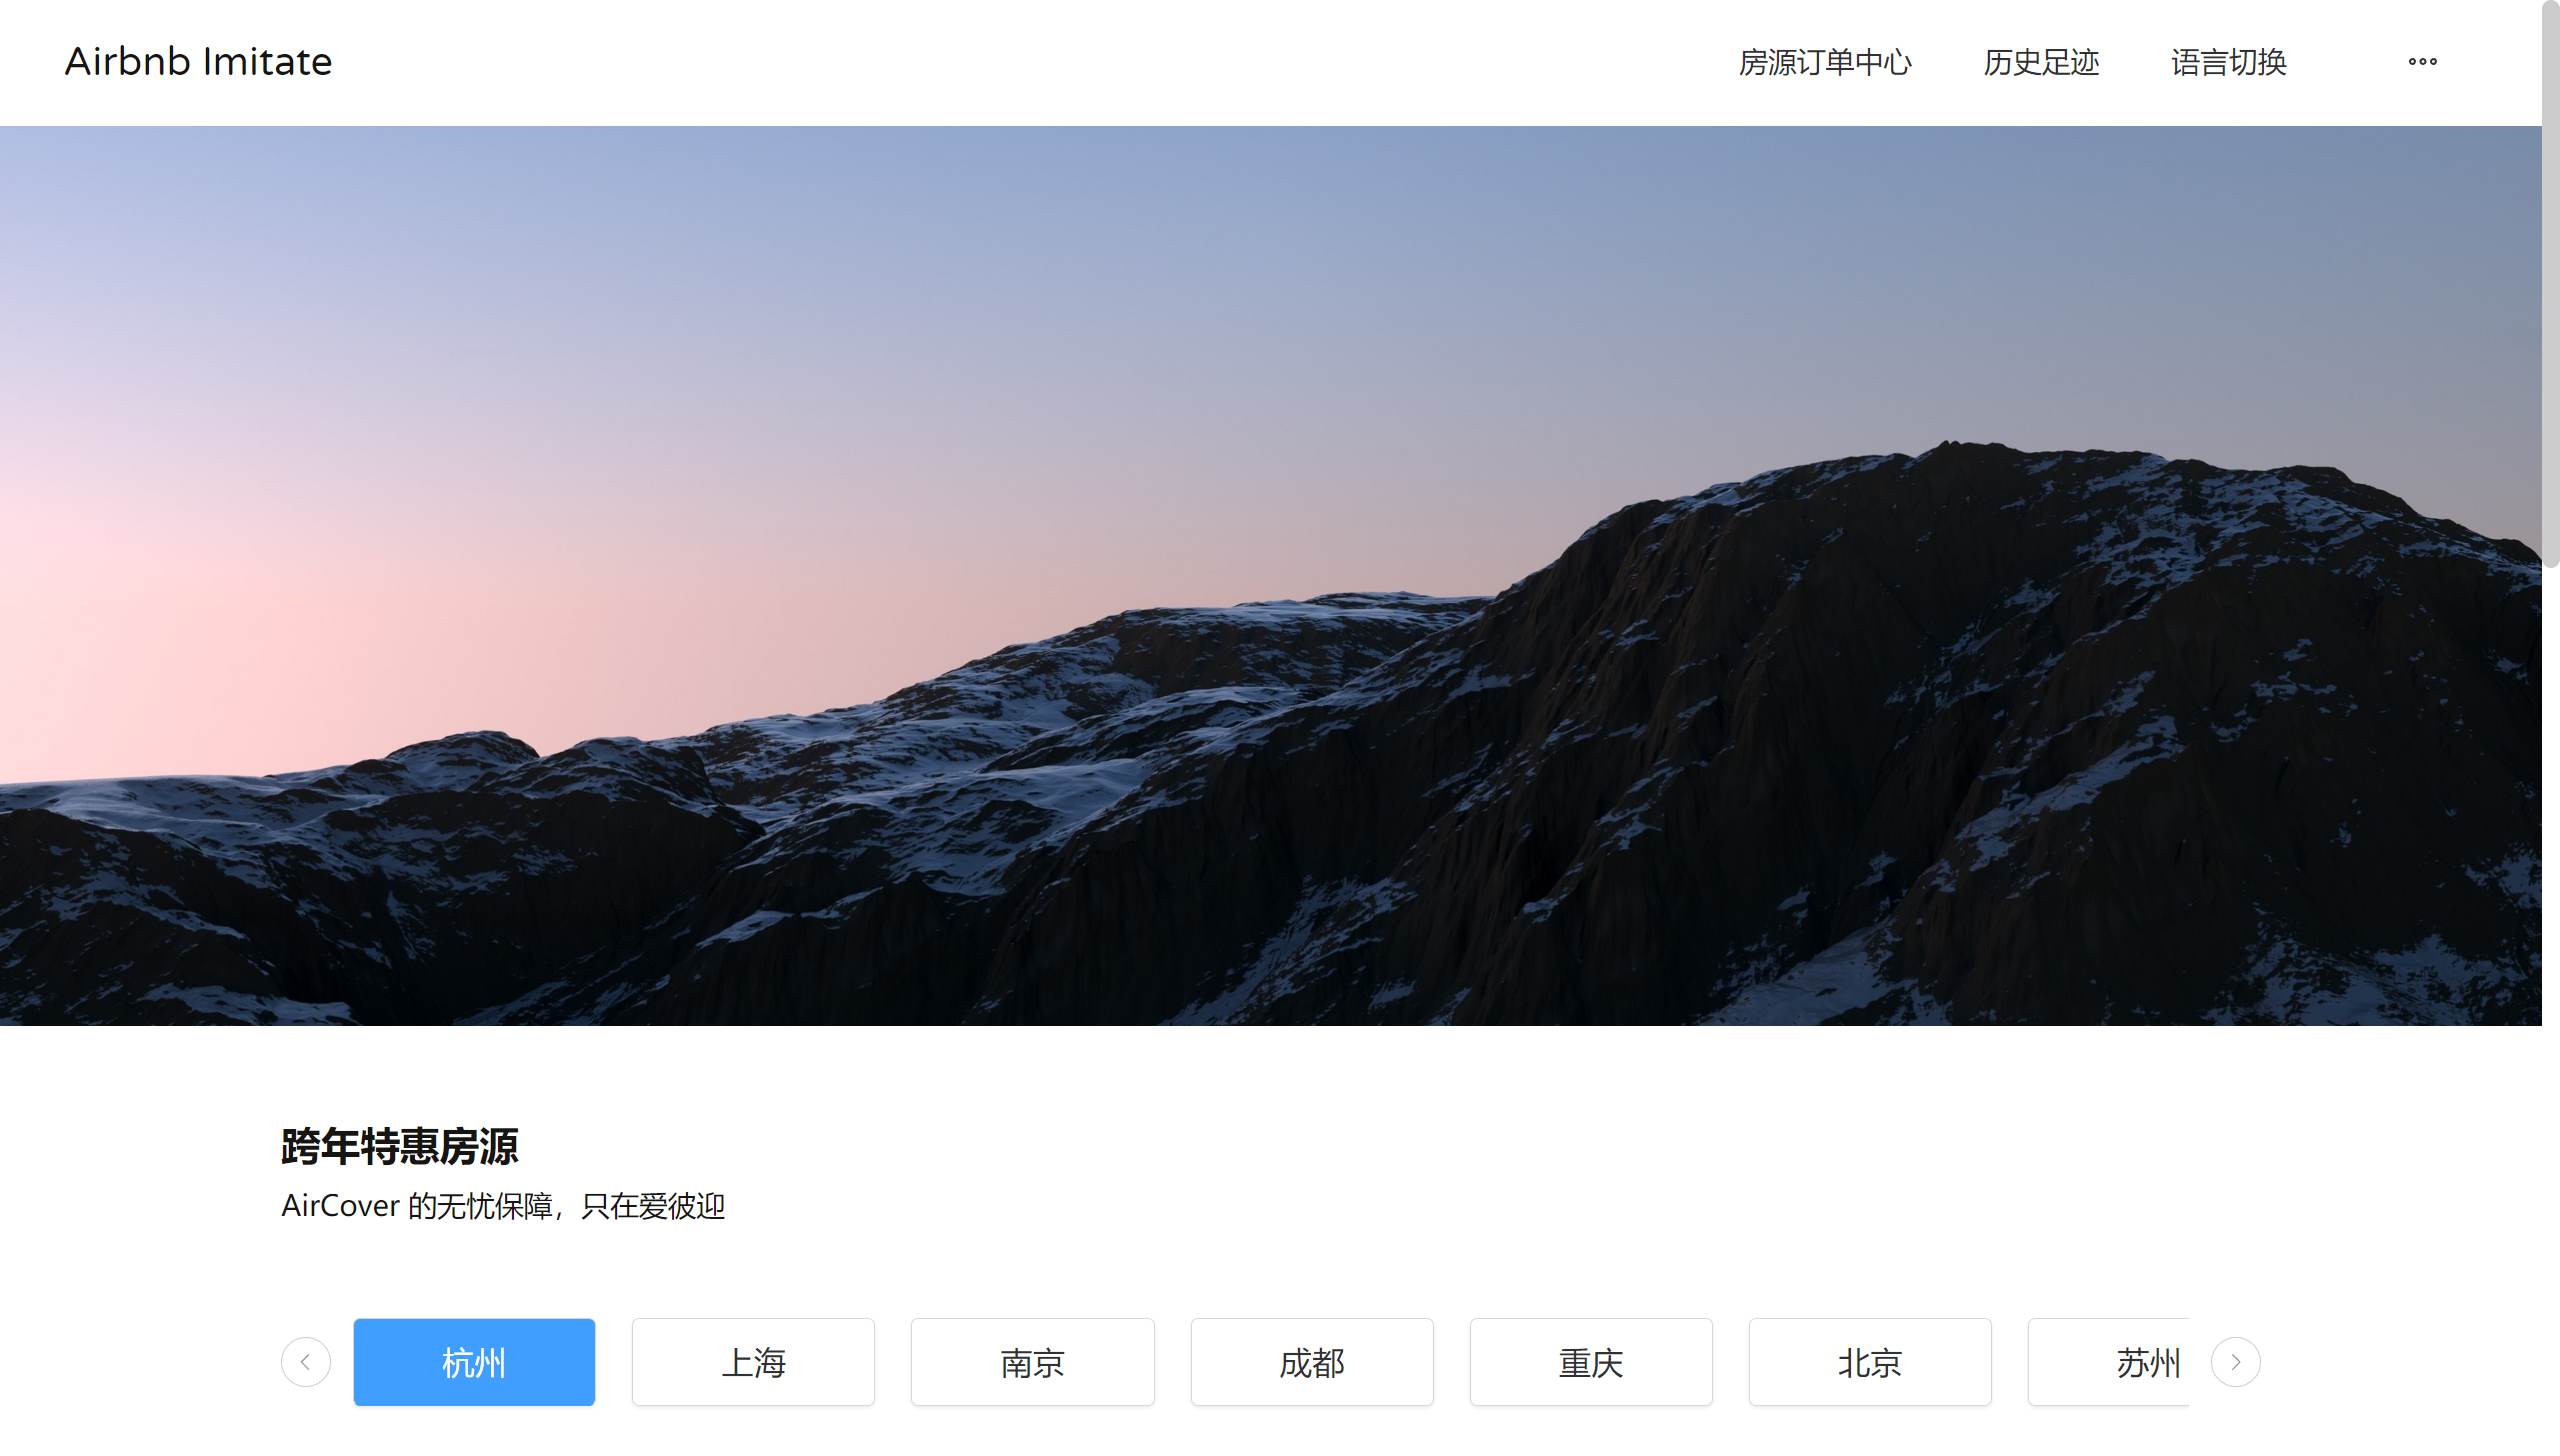 Airbnb Imitate 房源订单中心 历史足迹 语言切换
跨年特惠房源
AirCover 的无忧保障，只在爱彼迎
杭州 上海 南京 成都 重庆 北京 苏州